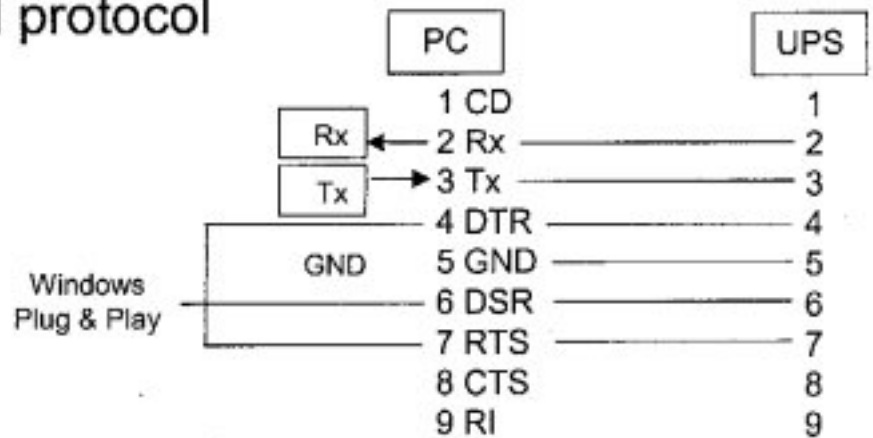 protocol
PC UPS
1 CD 1
Rx 2 Rx 2
Tx 3 Tx 3
4 DTR 4
GND 5 GND 5
Windows
Plug & Play
6 DSR 6
7 RTS 7
8 CTS 8
9 RI 9